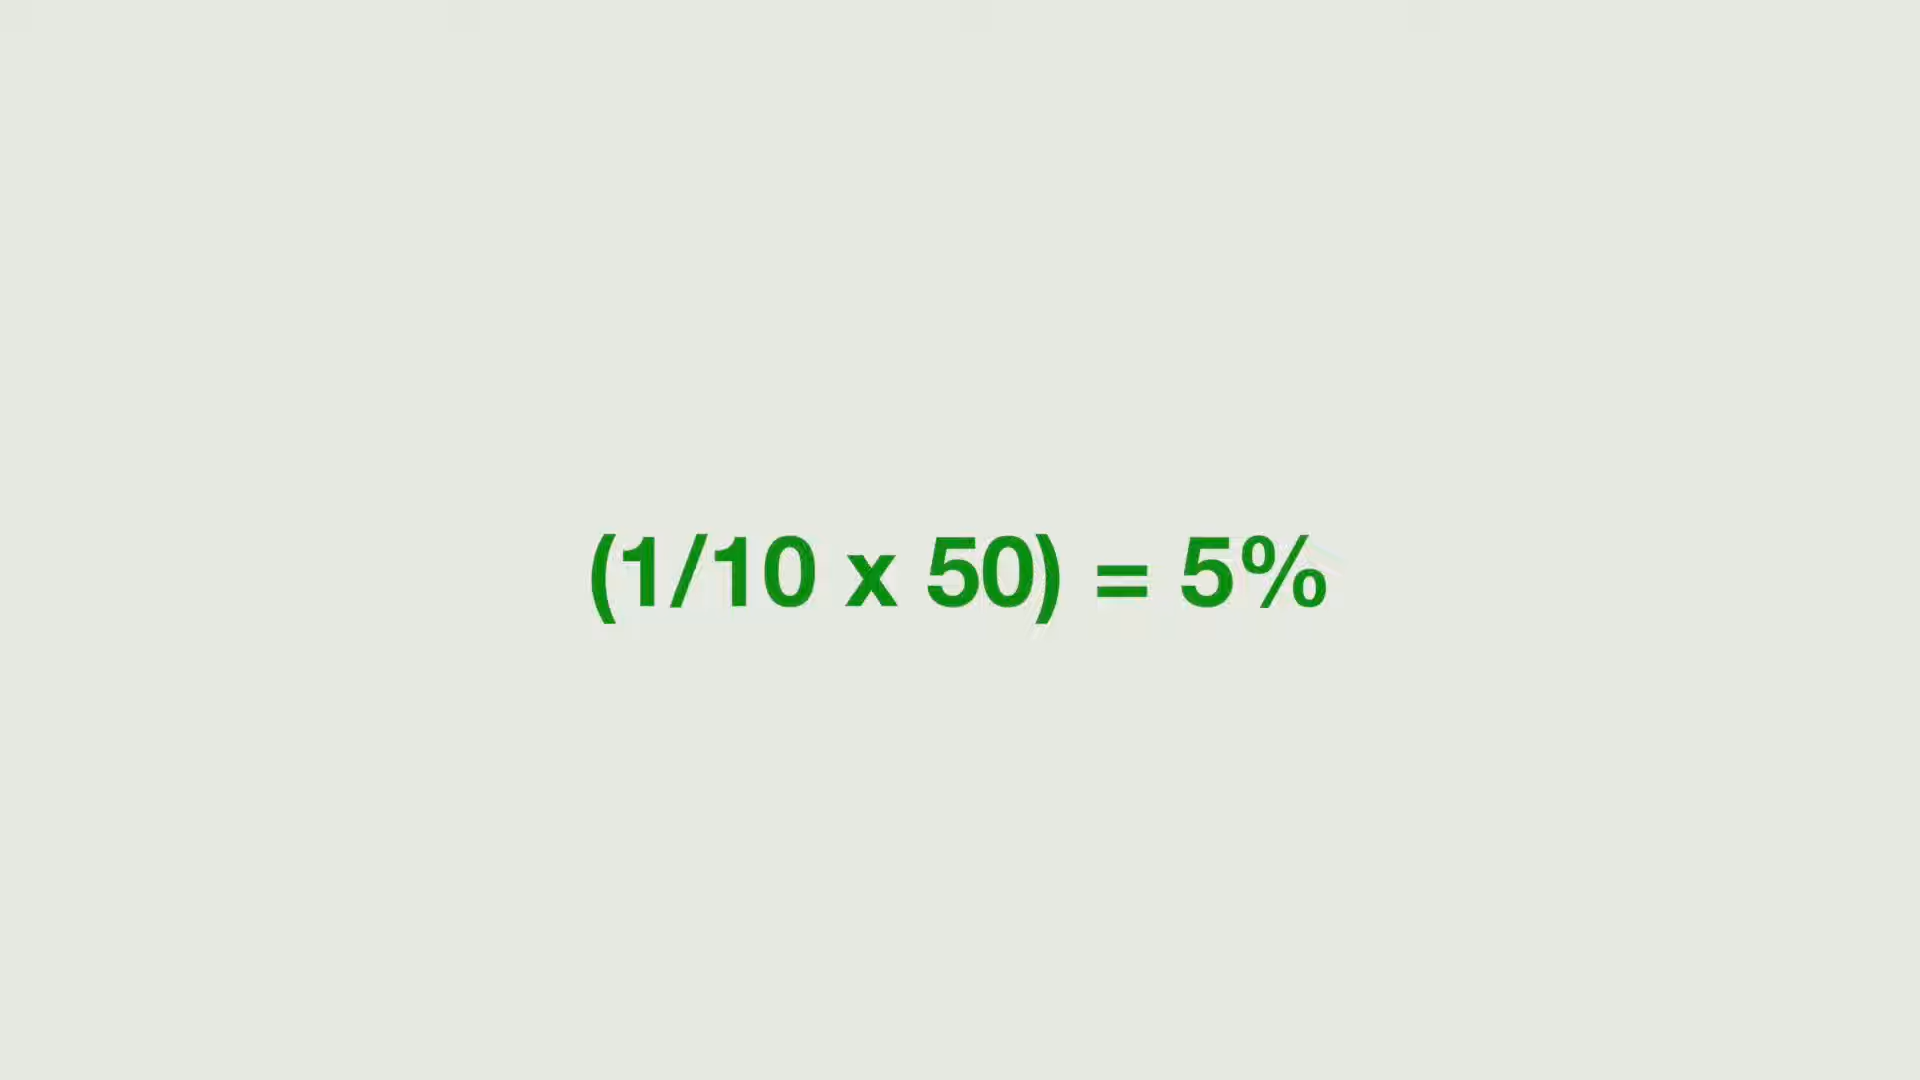 (1/10 x 50) = 5%